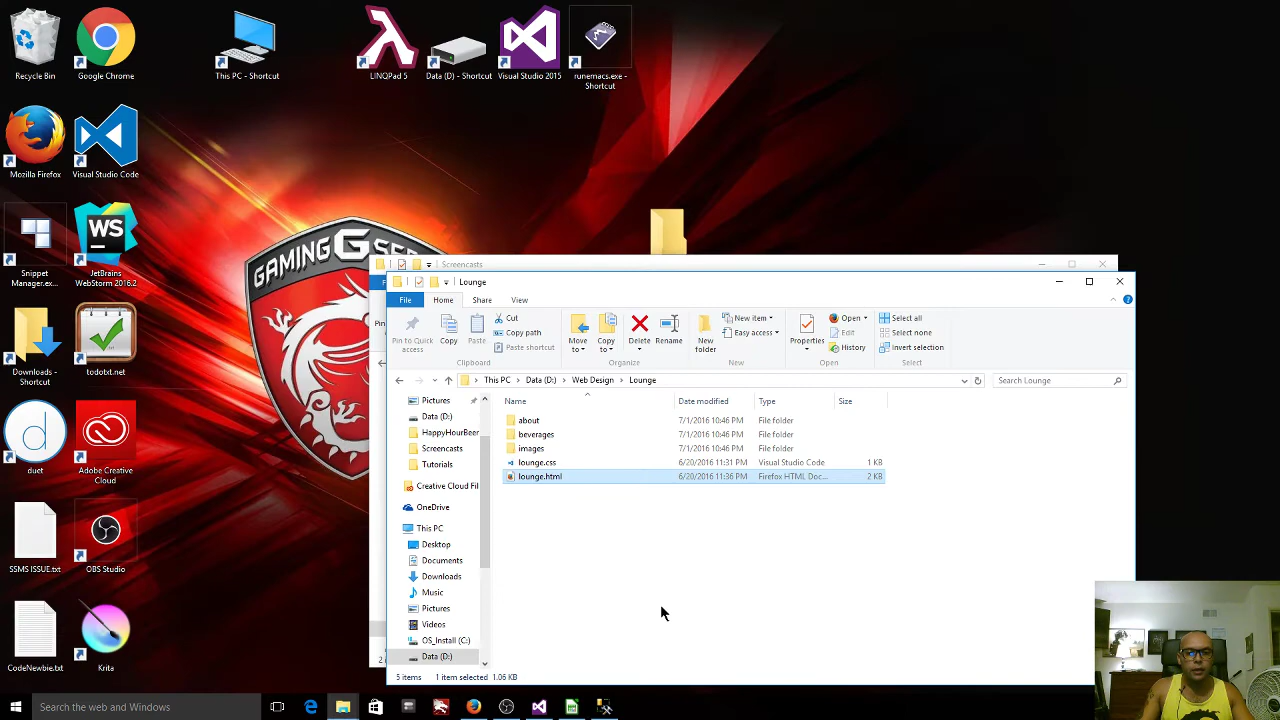 Recycle Bin
Google Chrome
This PC - Shortcut
LINQPad 5
Data (D) - Shortcut
Visual Studio 2015
runemacs.exe - Shortcut
Mozilla Firefox
Visual Studio Code
GAMING G SER
Snippet Manager.ex...
WS
JetBrains WebStorm 2016.2
Downloads - Shortcut
todotxt.net
d
duet
Adobe Creative Cloud
SSMS ISSUE.txt
OBS Studio
CodeNewbie.txt
Krita
Screencasts
Lounge
File
Home
Share
View
Pin to Quick access
Copy
Paste
Cut
Copy path
Paste shortcut
Clipboard
Move to
Copy to
Delete
Rename
Organize
New folder
New item
Easy access
New
Properties
Open
Edit
History
Open
Select all
Select none
Invert selection
Select
This PC > Data (D:) > Web Design > Lounge
Search Lounge
Name Date modified Type Size
about 7/1/2016 10:46 PM File folder
beverages 7/1/2016 10:46 PM File folder
images 7/1/2016 10:46 PM File folder
lounge.css 6/20/2016 11:31 PM Visual Studio Code 1 KB
lounge.html 6/20/2016 11:36 PM Firefox HTML Doc... 2 KB
Pictures
Data (D:)
HappyHourBeer
Screencasts
Tutorials
Creative Cloud Fil
OneDrive
This PC
Desktop
Documents
Downloads
Music
Pictures
Videos
OS_Install (C:)
Data (D:)
5 items 1 item selected 1.06 KB
Search the web and Windows